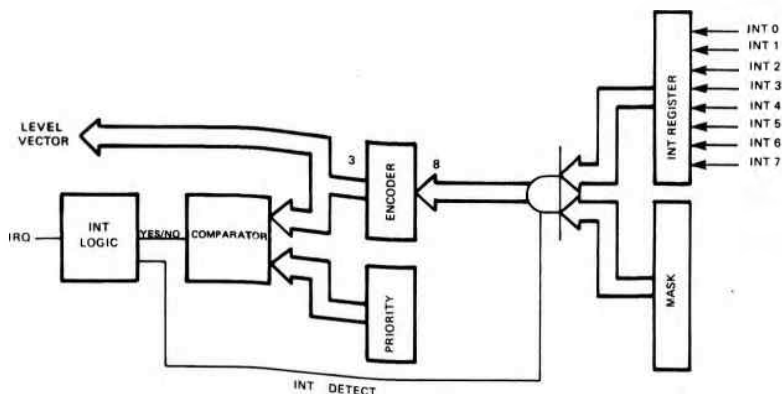 INT 0
INT 1
INT 2
INT 3
INT 4
INT 5
INT 6
INT 7
INT REGISTER
LEVEL
VECTOR
3
ENCODER
8
IRQ
INT
LOGIC
YES/NO
COMPARATOR
PRIORITY
MASK
INT DETECT